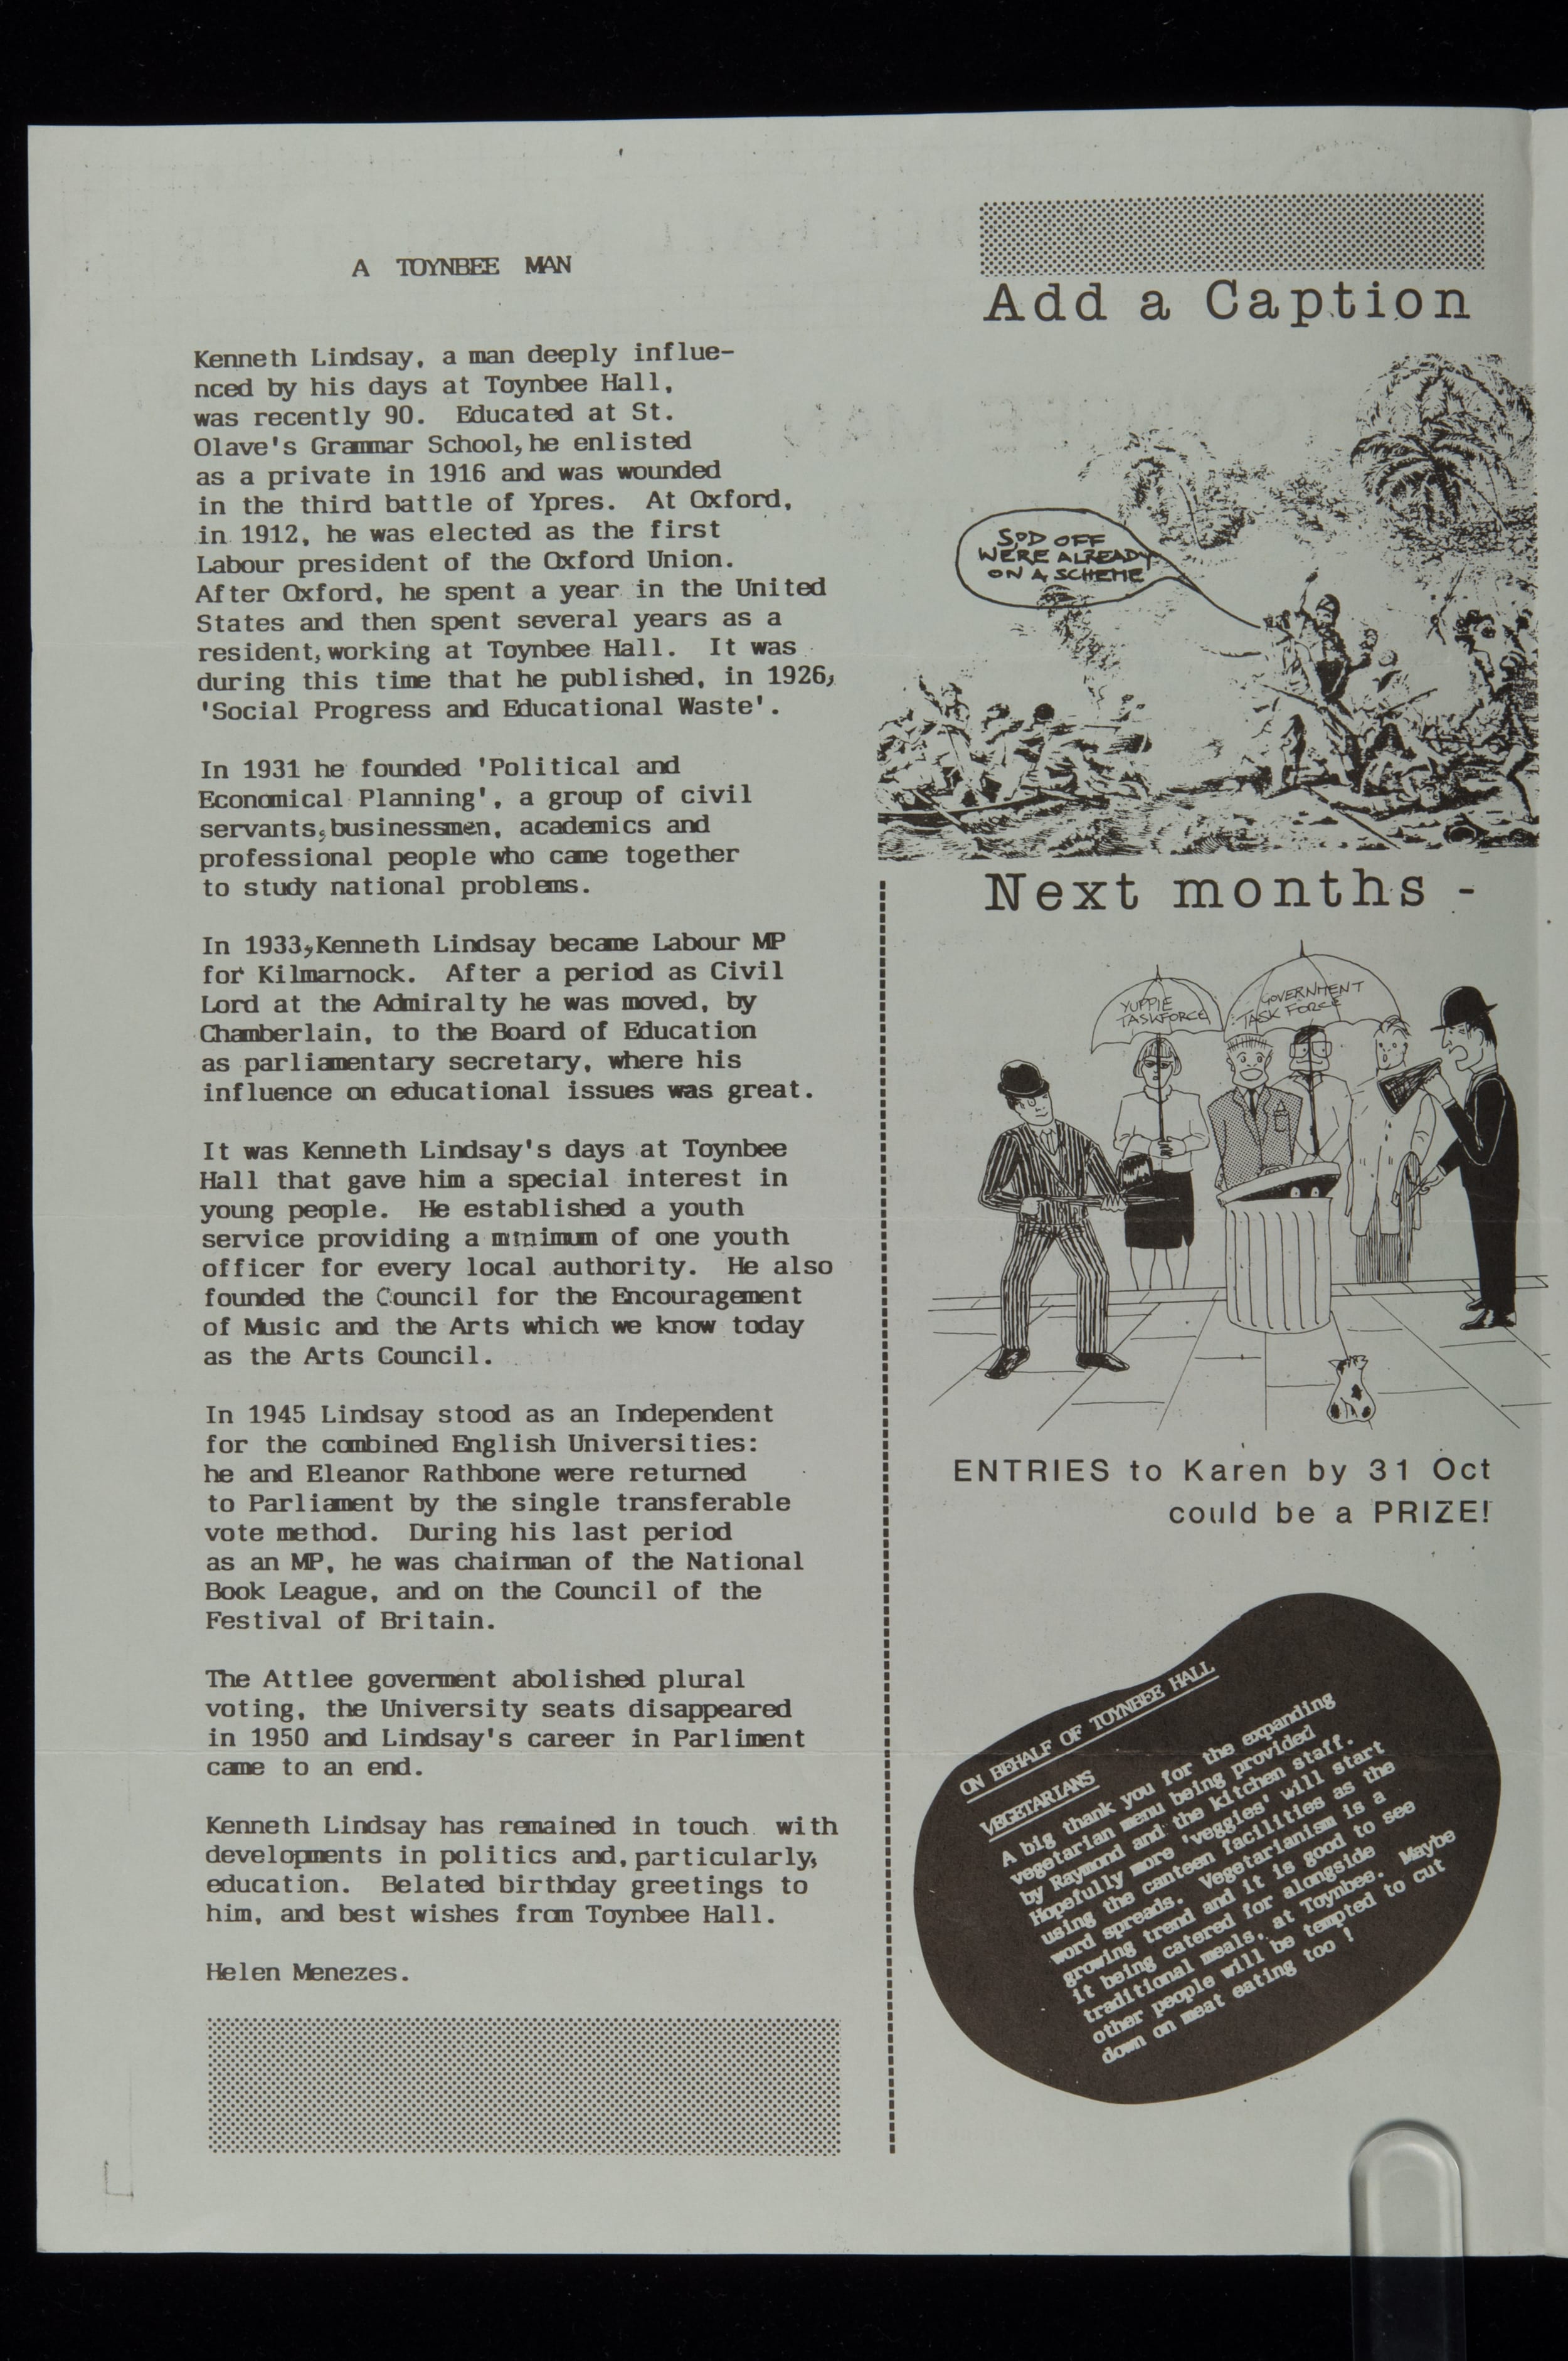 A TOYNBEE MAN
Kenneth Lindsay, a man deeply influe-
nced by his days at Toynbee Hall,
was recently 90. Educated at St.
Olave's Grammar School, he enlisted
as a private in 1916 and was wounded
in the third battle of Ypres. At Oxford,
in 1912, he was elected as the first
Labour president of the Oxford Union.
After Oxford, he spent a year in the United
States and then spent several years as a
resident, working at Toynbee Hall. It was
during this time that he published, in 1926,
'Social Progress and Educational Waste'.
In 1931 he founded 'Political and
Economical Planning', a group of civil
servants, businessmen, academics and
professional people who came together
to study national problems.
In 1933, Kenneth Lindsay became Labour MP
for Kilmarnock. After a period as Civil
Lord at the Admiralty he was moved, by
Chamberlain, to the Board of Education
as parliamentary secretary, where his
influence on educational issues was great.
It was Kenneth Lindsay's days at Toynbee
Hall that gave him a special interest in
young people. He established a youth
service providing a minimum of one youth
officer for every local authority. He also
founded the Council for the Encouragement
of Music and the Arts which we know today
as the Arts Council.
In 1945 Lindsay stood as an Independent
for the combined English Universities:
he and Eleanor Rathbone were returned
to Parliament by the single transferable
vote method. During his last period
as an MP, he was chairman of the National
Book League, and on the Council of the
Festival of Britain.
The Attlee goverment abolished plural
voting, the University seats disappeared
in 1950 and Lindsay's career in Parliment
came to an end.
Kenneth Lindsay has remained in touch with
developments in politics and, particularly,
education. Belated birthday greetings to
him, and best wishes from Toynbee Hall.
Helen Menezes.
Add a Caption
SOD OFF
WERE ALREADY
ON A SCHEME
Next months -
YUPPIE
TASKFORCE
GOVERNMENT
TASK FORCE
ENTRIES to Karen by 31 Oct
could be a PRIZE!
ON BEHALF OF TOYNBEE HALL
VEGETARIANS
A big thank you for the expanding
vegetarian menu being provided
by Raymond and the kitchen staff.
Hopefully more 'veggies' will start
using the canteen facilities as the
word spreads. Vegetarianism is a
growing trend and it is good to see
it being catered for alongside
traditional meals, at Toynbee. Maybe
other people will be tempted to cut
down on meat eating too !